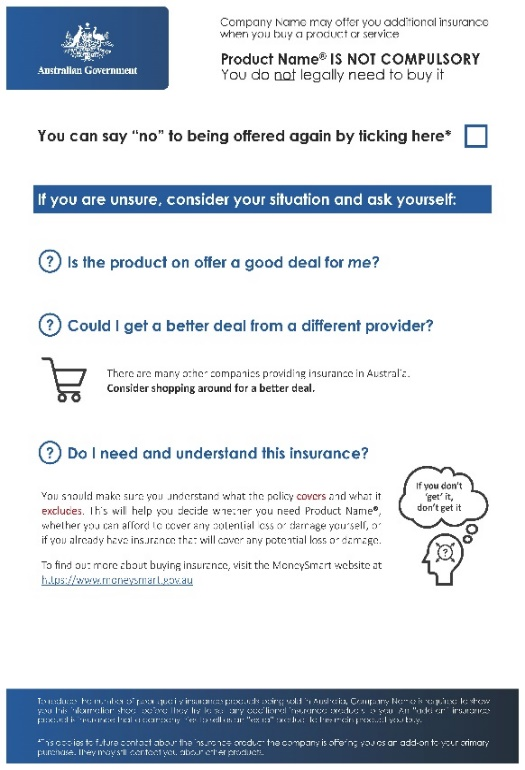 Australian Government
Company Name may offer you additional insurance
when you buy a product or service
Product Name® IS NOT COMPULSORY
You do not legally need to buy it
You can say “no” to being offered again by ticking here*
If you are unsure, consider your situation and ask yourself:
? Is the product on offer a good deal for me?
? Could I get a better deal from a different provider?
There are many other companies providing insurance in Australia.
Consider shopping around for a better deal.
? Do I need and understand this insurance?
If you don’t
‘get’ it,
don’t get it
?
You should make sure you understand what the policy covers and what it
excludes. This will help you decide whether you need Product Name®,
whether you can afford to cover any potential loss or damage yourself, or
if you already have insurance that will cover any potential loss or damage.
To find out more about buying insurance, visit the MoneySmart website at
https://www.moneysmart.gov.au
To reduce the number of poor quality insurance products being sold in Australia, Company Name is required to show
you this information sheet before they try to sell any additional insurance products to you. An “add-on” insurance
product is insurance that a company tries to sell as an “extra” product to the main product you buy.
*This applies to future contact about the insurance product the company is offering you as an add-on to your primary
purchase. They may still contact you about other products.